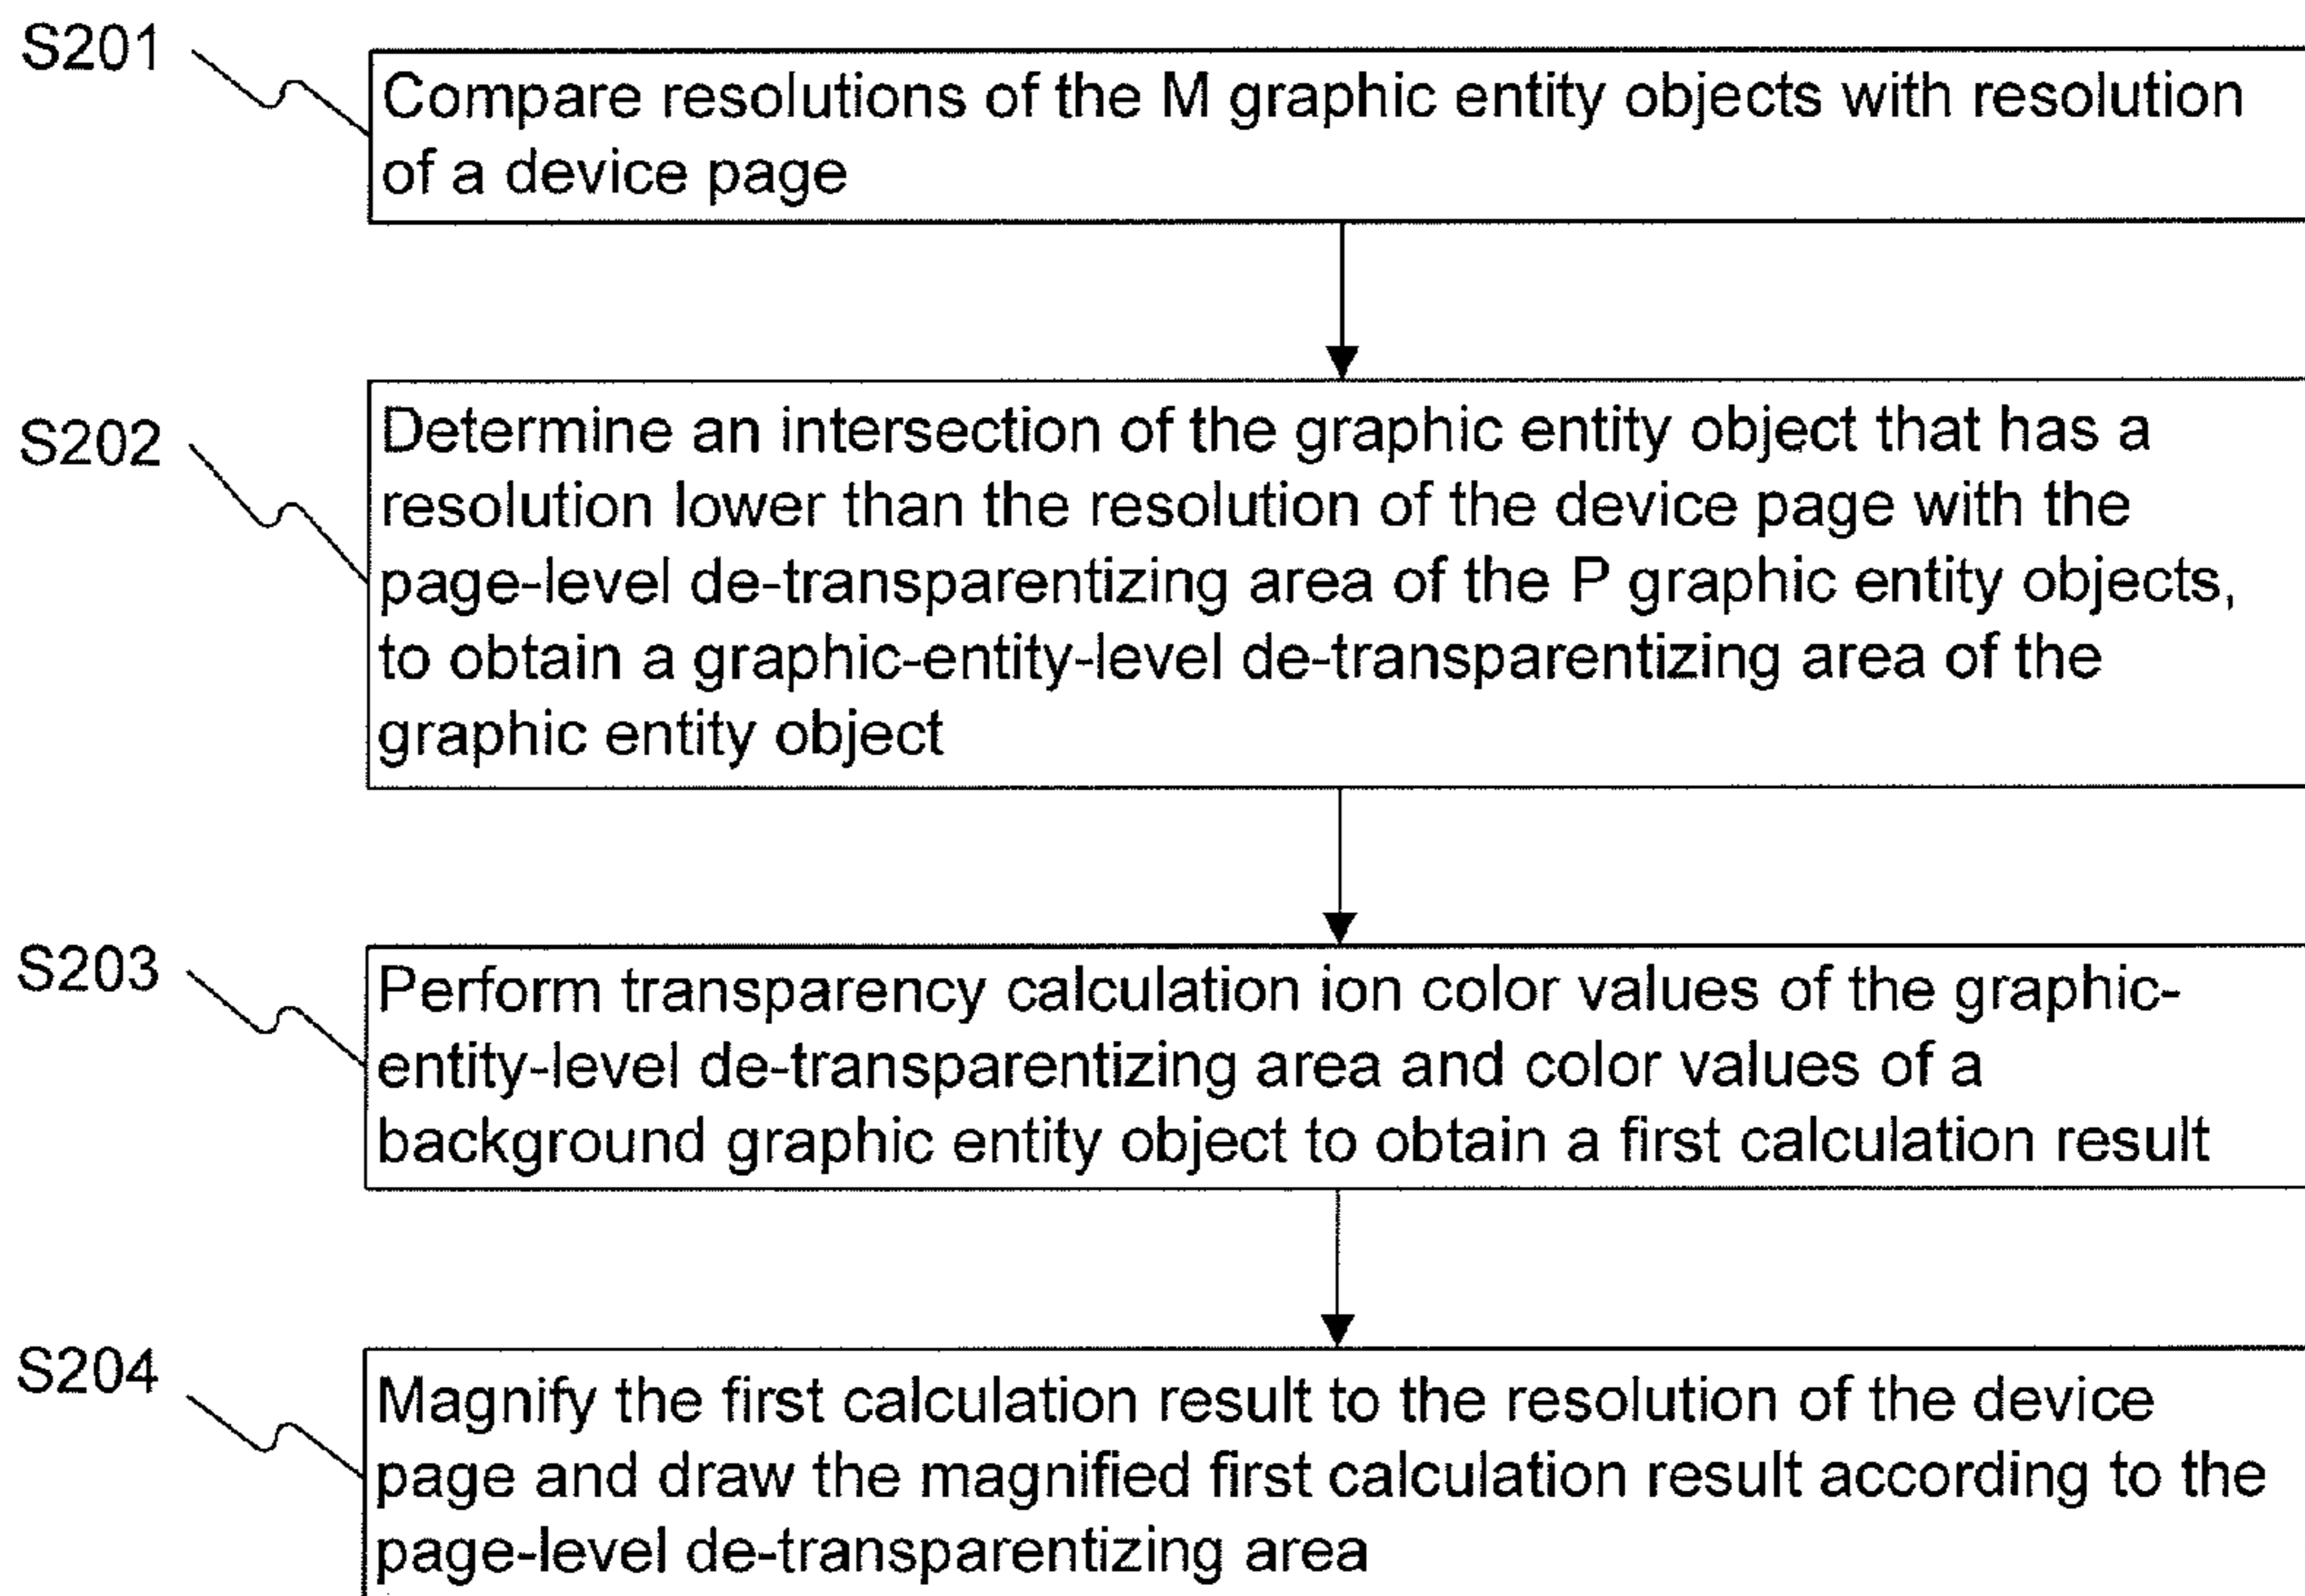 S201
Compare resolutions of the M graphic entity objects with resolution
of a device page
S202
Determine an intersection of the graphic entity object that has a
resolution lower than the resolution of the device page with the
page-level de-transparentizing area of the P graphic entity objects,
to obtain a graphic-entity-level de-transparentizing area of the
graphic entity object
S203
Perform transparency calculation ion color values of the graphic-
entity-level de-transparentizing area and color values of a
background graphic entity object to obtain a first calculation result
S204
Magnify the first calculation result to the resolution of the device
page and draw the magnified first calculation result according to the
page-level de-transparentizing area